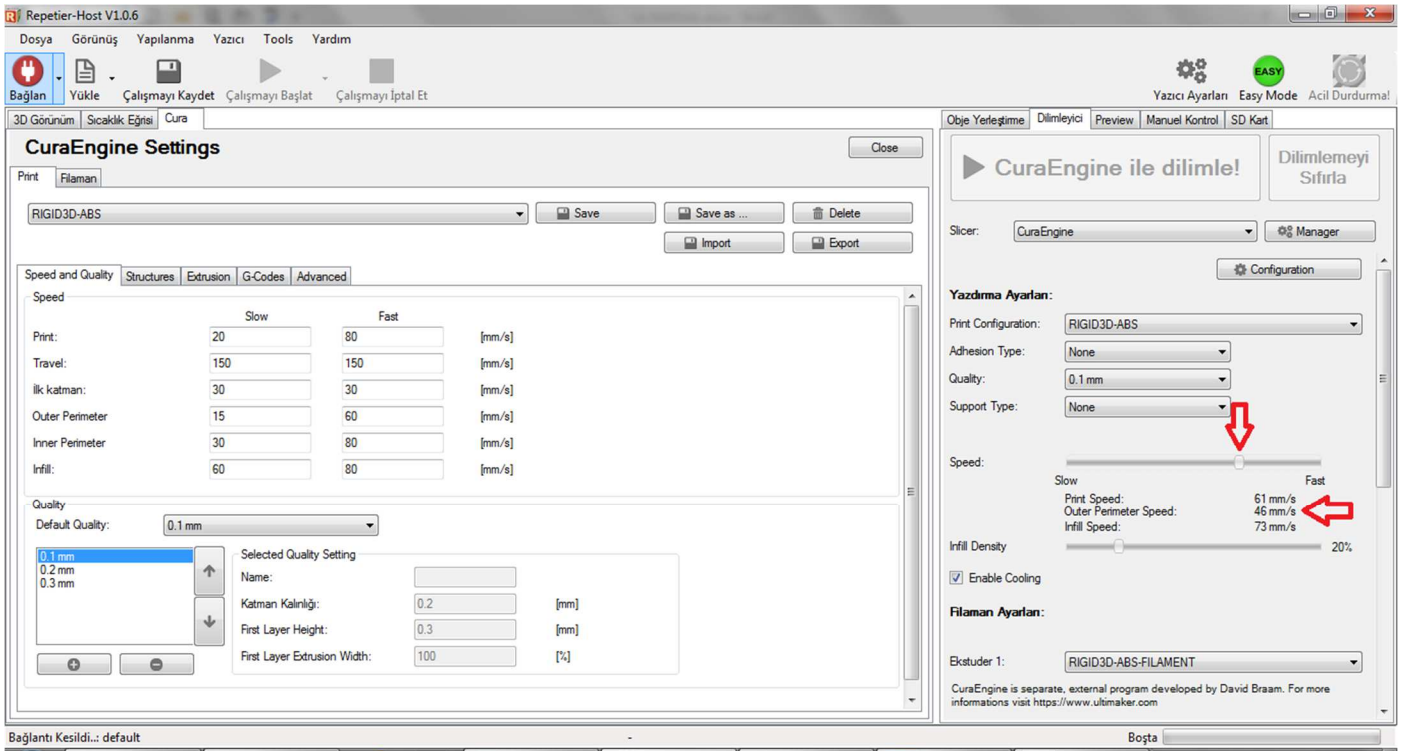 Repetier-Host V1.0.6
Dosya Görünüş Yapılanma Yazıcı Tools Yardım
Bağlan Yükle Çalışmayı Kaydet Çalışmayı Başlat Çalışmayı İptal Et Yazıcı Ayarları EASY Easy Mode Acil Durdurma!
3D Görünüm Sıcaklık Eğrisi Cura
CuraEngine Settings Close
Print Filaman
RIGID3D-ABS Save Save as ... Delete
Import Export
Speed and Quality Structures Extrusion G-Codes Advanced
Speed
Slow Fast
Print: 20 80 [mm/s]
Travel: 150 150 [mm/s]
İlk katman: 30 30 [mm/s]
Outer Perimeter 15 60 [mm/s]
Inner Perimeter 30 80 [mm/s]
Infill: 60 80 [mm/s]
Quality
Default Quality: 0.1 mm
0.1 mm
0.2 mm
0.3 mm
Selected Quality Setting
Name:
Katman Kalınlığı: 0.2 [mm]
First Layer Height: 0.3 [mm]
First Layer Extrusion Width: 100 [%]
Obje Yerleştirme Dilimleyici Preview Manuel Kontrol SD Kart
CuraEngine ile dilimle!
Dilimlemeyi
Sıfırla
Slicer: CuraEngine Manager
Configuration
Yazdırma Ayarları:
Print Configuration: RIGID3D-ABS
Adhesion Type: None
Quality: 0.1 mm
Support Type: None
Speed:
Slow Fast
Print Speed: 61 mm/s
Outer Perimeter Speed: 46 mm/s
Infill Speed: 73 mm/s
Infill Density 20%
Enable Cooling
Filaman Ayarları:
Ekstuder 1: RIGID3D-ABS-FILAMENT
CuraEngine is separate, external program developed by David Braam. For more
informations visit https://www.ultimaker.com
Bağlantı Kesildi..: default - Boşta